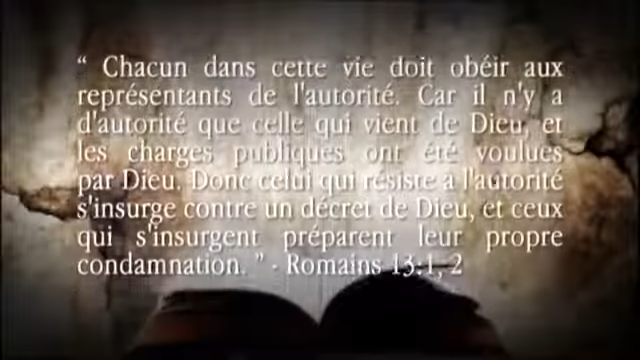 “ Chacun dans cette vie doit obéir aux
représentants de l'autorité. Car il n'y a
d'autorité que celle qui vient de Dieu, et
les charges publiques ont été voulues
par Dieu. Donc celui qui résiste à l'autorité
s'insurge contre un décret de Dieu, et ceux
qui s'insurgent préparent leur propre
condamnation. ” - Romains 13:1, 2